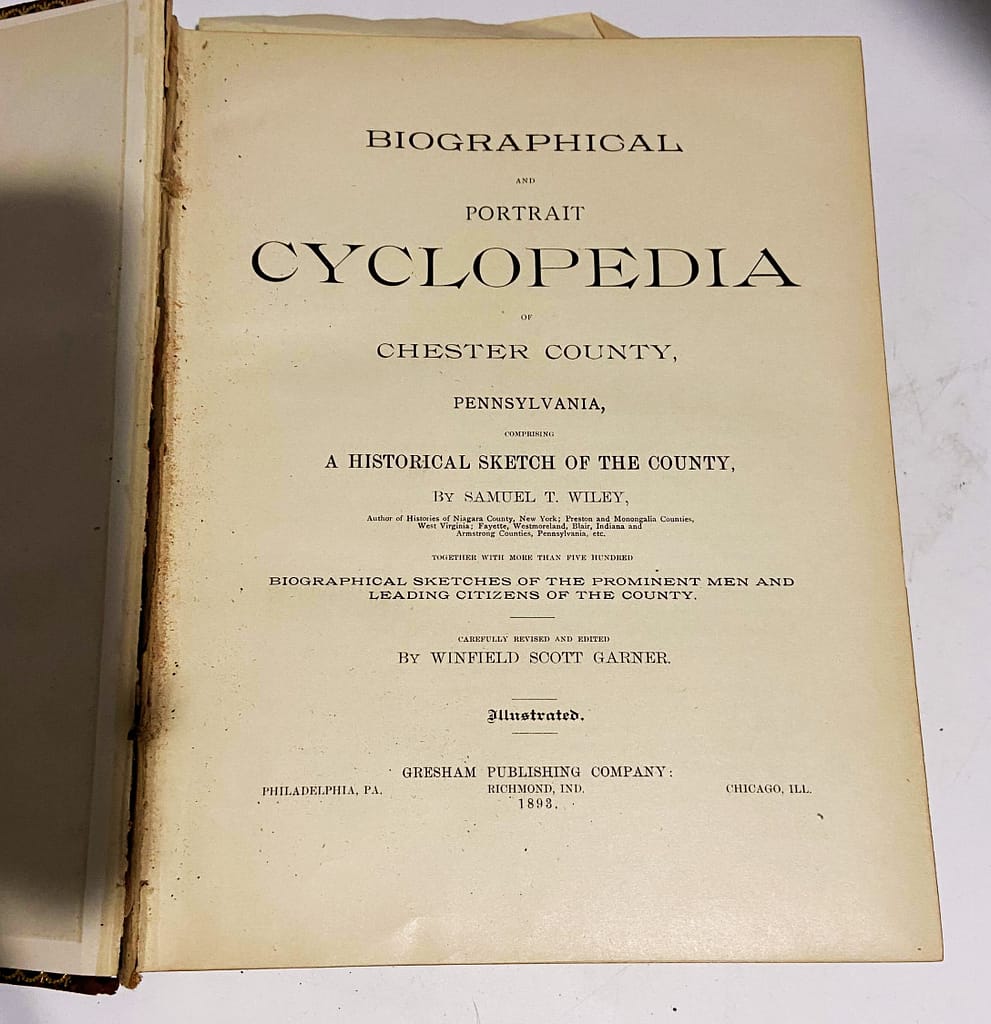 BIOGRAPHICAL
AND
PORTRAIT
CYCLOPEDIA
OF
CHESTER COUNTY,
PENNSYLVANIA,
COMPRISING
A HISTORICAL SKETCH OF THE COUNTY,
BY SAMUEL T. WILEY,
Author of Histories of Niagara County, New York; Preston and Monongalia Counties,
West Virginia; Fayette, Westmoreland, Blair, Indiana and
Armstrong Counties, Pennsylvania, etc.
TOGETHER WITH MORE THAN FIVE HUNDRED
BIOGRAPHICAL SKETCHES OF THE PROMINENT MEN AND
LEADING CITIZENS OF THE COUNTY.
CAREFULLY REVISED AND EDITED
BY WINFIELD SCOTT GARNER.
Illustrated.
GRESHAM PUBLISHING COMPANY:
PHILADELPHIA, PA. RICHMOND, IND. CHICAGO, ILL.
1893.